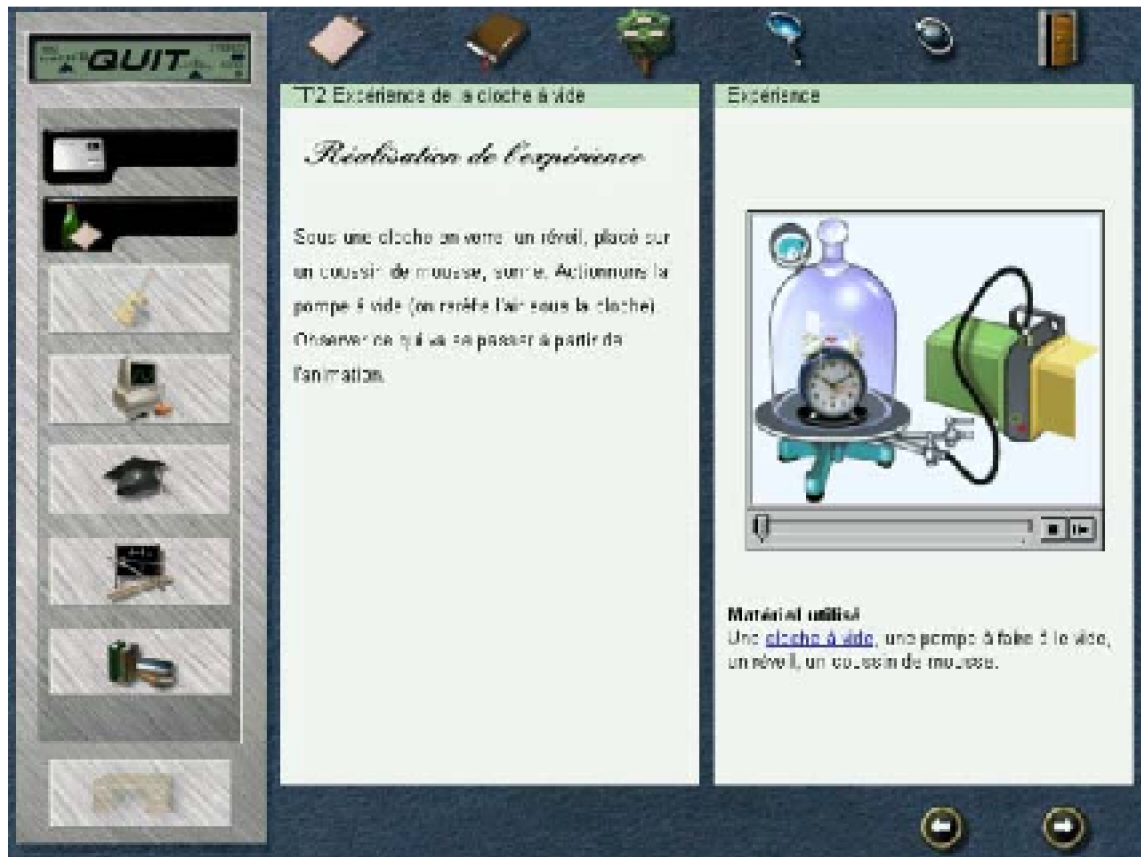 QUIT
TT2 Expérience de la cloche à vide
Réalisation de l'expérience
Sous une cloche en verre, un réveil, placé sur
un coussin de mousse, sonne. Actionnons la
pompe à vide (on raréfie l'air sous la cloche).
Observer ce qui va se passer à partir de
l'animation.
Expérience
Matériel utilisé
Une cloche à vide, une pompe à faire le vide,
un réveil, un coussin de mousse.